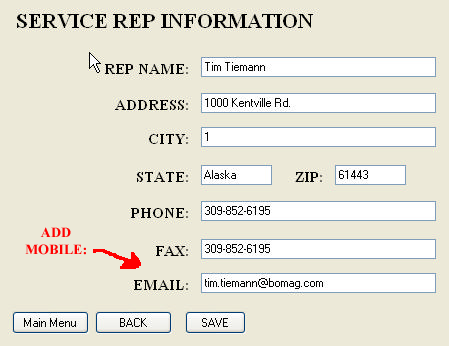 SERVICE REP INFORMATION
REP NAME: Tim Tiemann
ADDRESS: 1000 Kentville Rd.
CITY: 1
STATE: Alaska ZIP: 61443
PHONE: 309-852-6195
ADD
MOBILE:
FAX: 309-852-6195
EMAIL: tim.tiemann@bomag.com
Main Menu BACK SAVE